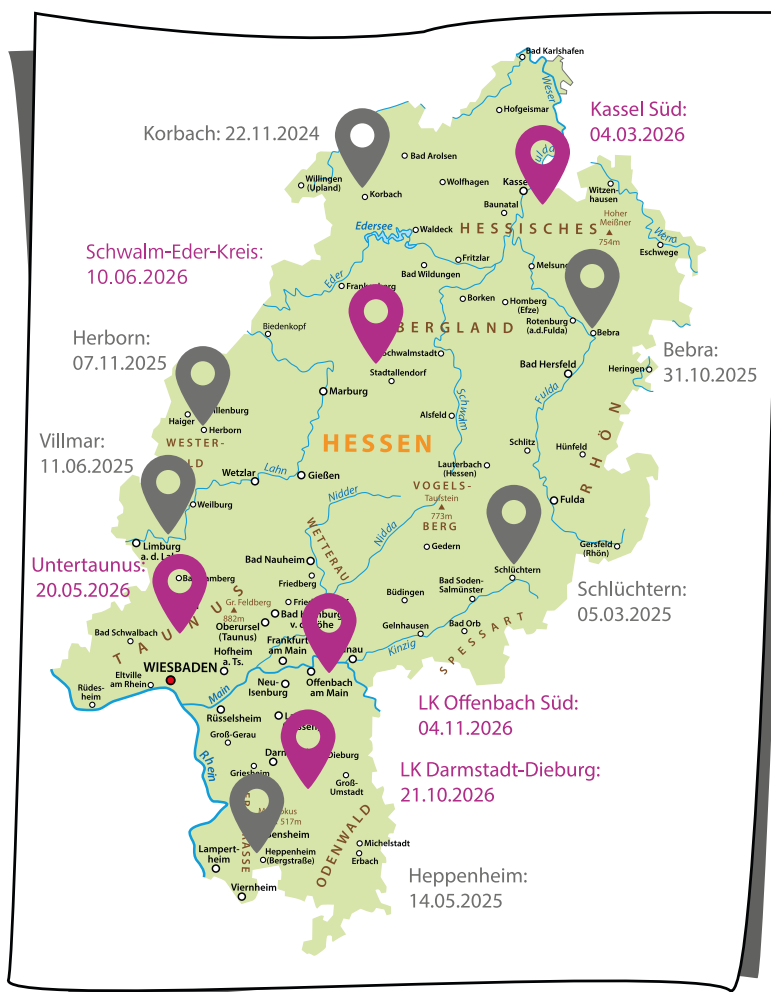 Bad Karlshafen
Weser
Hofgeismar
Kassel Süd:
04.03.2026
Korbach: 22.11.2024
Bad Arolsen
Willingen
(Upland)
Korbach
Wolfhagen
Witzen-
hausen
Baunatal
Hoher
Meißner
754m
Edersee
Waldeck
HESSISCHES
Werra
Eschwege
Schwalm-Eder-Kreis:
10.06.2026
Fritzlar
Bad Wildungen
Eder
Borken
Homberg
(Efze)
Rotenburg
(a.d.Fulda)
Bebra
Biedenkopf
BERGLAND
Herborn:
07.11.2025
Bebra:
31.10.2025
Schwalmstadt
Stadtallendorf
Bad Hersfeld
Heringen
Marburg
Fulda
Schwalm
Haiger
Herborn
Alsfeld
RHÖN
WESTER-
HESSEN
Villmar:
11.06.2025
Schlitz
Hünfeld
Wetzlar
Lahn
Gießen
Lauterbach
(Hessen)
VOGELS-
Taufstein
773m
BERG
Nidder
Weilburg
Fulda
WETTERAU
Nidda
Limburg
Gedern
Gersfeld
(Rhön)
Untertaunus:
20.05.2026
Bad Nauheim
Friedberg
Schlüchtern
Schlüchtern:
05.03.2025
Bad Soden-
Salmünster
Büdingen
TAUNUS
Gr. Feldberg
882m
Oberursel
(Taunus)
Gelnhausen
Bad Orb
Kinzig
SPESSART
Bad Schwalbach
Hofheim
a. Ts.
Frankfurt
am Main
WIESBADEN
Eltville
am Rhein
Rüdes-
heim
Main
Neu-
Isenburg
Offenbach
am Main
LK Offenbach Süd:
04.11.2026
Rüsselsheim
Groß-Gerau
Rhein
Dieburg
LK Darmstadt-Dieburg:
21.10.2026
Griesheim
Groß-
Umstadt
517m
ODENWALD
Lampert-
heim
Heppenheim
(Bergstraße)
Michelstadt
Erbach
Heppenheim:
14.05.2025
Viernheim